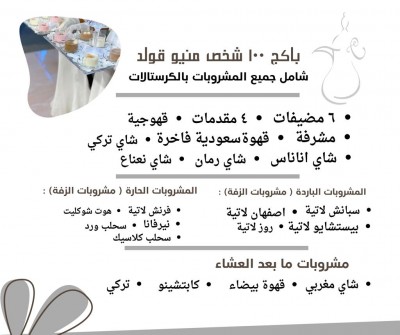 باكج ١٠٠ شخص منيو قولد
شامل جميع المشروبات بالكرستالات
• ٦ مضيفات • ٤ مقدمات • قهوجية
• مشرفة • قهوة سعودية فاخرة • شاي تركي
• شاي اناناس • شاي رمان • شاي نعناع
المشروبات الباردة ( مشروبات الزفة) :
• سبانش لاتية • اصفهان لاتية
• بيستشايو لاتية • روز لاتية
المشروبات الحارة ( مشروبات الزفة) :
• فرنش لاتية • هوت شوكليت
• نيرفانا • سحلب ورد
• سحلب كلاسيك
مشروبات ما بعد العشاء
• شاي مغربي • قهوة بيضاء • كابتشينو • تركي